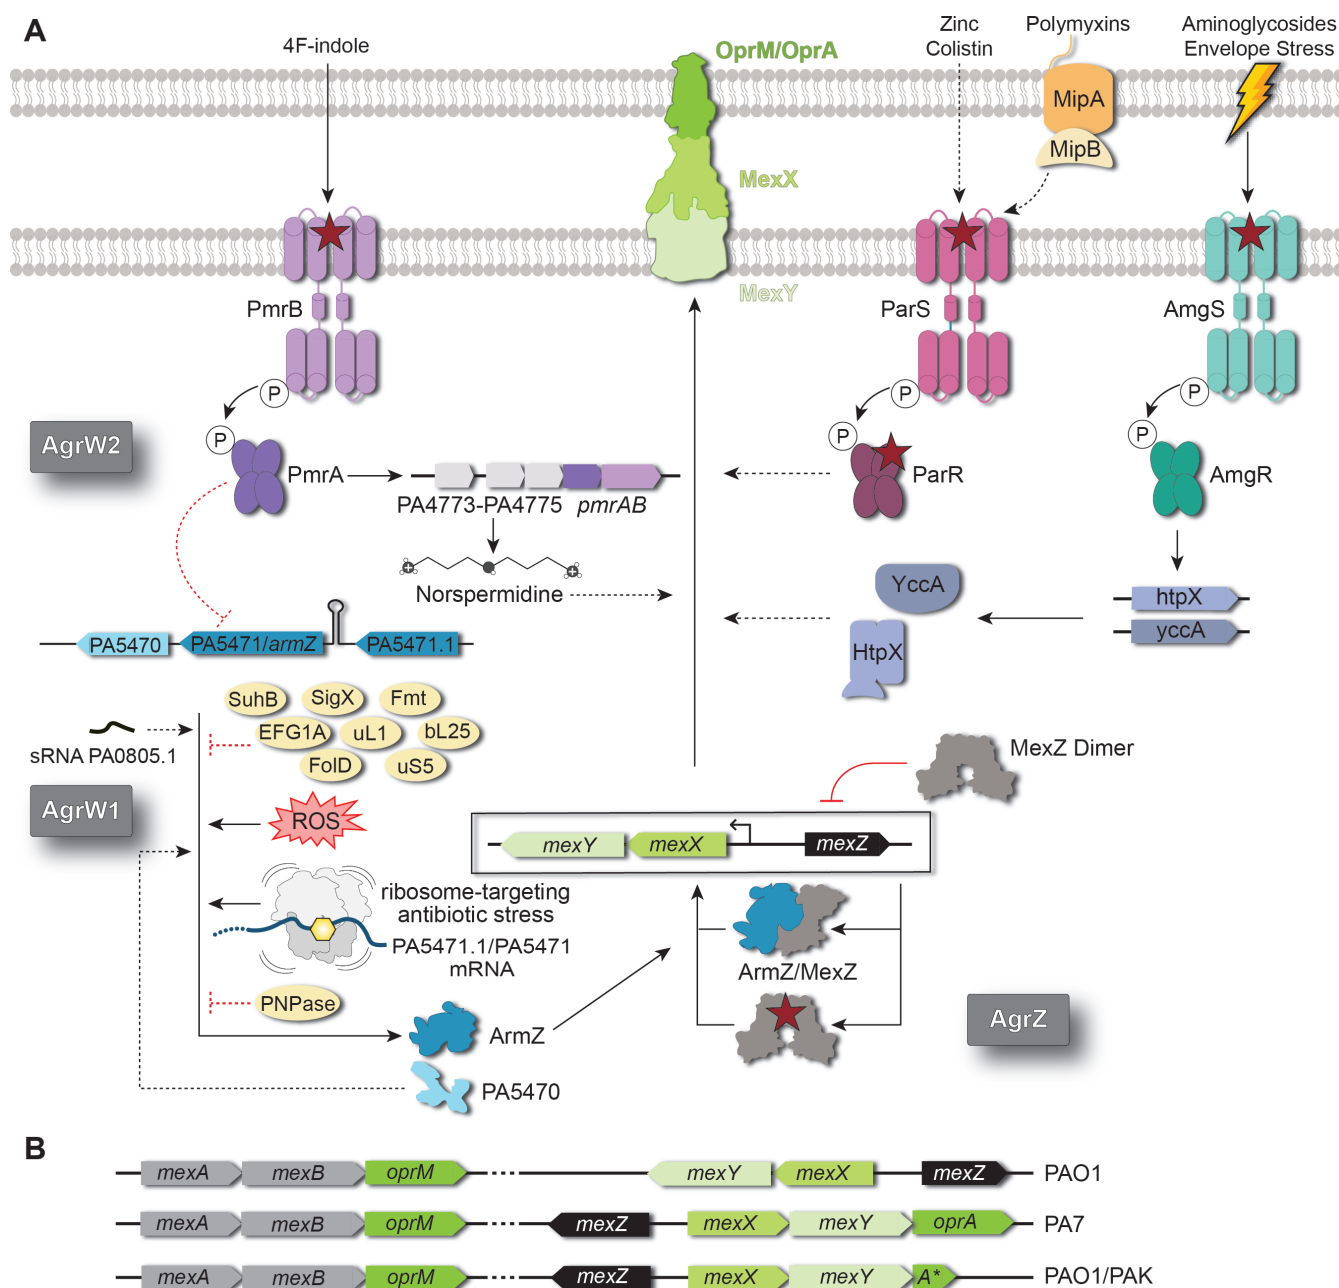 A
4F-indole
OprM/OprA
Zinc
Colistin
Polymyxins
Aminoglycosides
Envelope Stress
MipA
MipB
MexX
MexY
PmrB
ParS
AmgS
P
P
P
AgrW2
P
P
P
PmrA
ParR
AmgR
PA4773-PA4775
pmrAB
Norspermidine
YccA
HtpX
htpX
yccA
PA5470
PA5471/armZ
PA5471.1
SuhB
SigX
Fmt
EFG1A
uL1
bL25
FolD
uS5
sRNA PA0805.1
MexZ Dimer
AgrW1
ROS
mexY
mexX
mexZ
ribosome-targeting
antibiotic stress
PA5471.1/PA5471
mRNA
ArmZ/MexZ
PNPase
ArmZ
AgrZ
PA5470
B
mexA mexB oprM mexY mexX mexZ PAO1
mexA mexB oprM mexZ mexX mexY oprA PA7
mexA mexB oprM mexZ mexX mexY A* PAO1/PAK